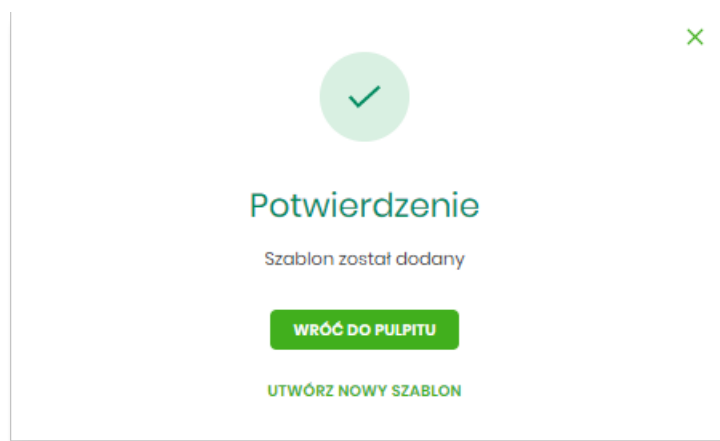 Potwierdzenie
Szablon został dodany
WRÓĆ DO PULPITU
UTWÓRZ NOWY SZABLON